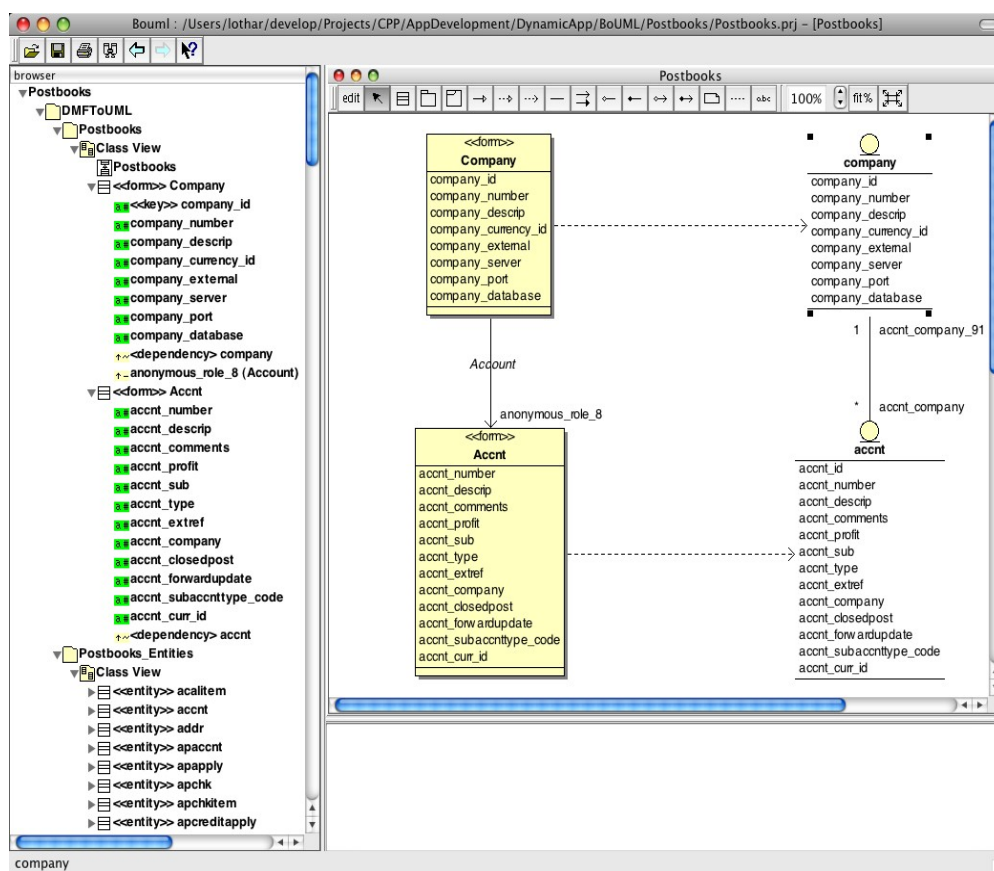 Bouml : /Users/lothar/develop/Projects/CPP/AppDevelopment/DynamicApp/BoUML/Postbooks/Postbooks.prj – [Postbooks]
browser
Postbooks
DMFToUML
Postbooks
Class View
Postbooks
<<form>> Company
<<key>> company_id
company_number
company_descrip
company_currency_id
company_external
company_server
company_port
company_database
<dependency> company
anonymous_role_8 (Account)
<<form>> Accnt
accnt_number
accnt_descrip
accnt_comments
accnt_profit
accnt_sub
accnt_type
accnt_extref
accnt_company
accnt_closedpost
accnt_forwardupdate
accnt_subaccnttype_code
accnt_curr_id
<dependency> accnt
Postbooks_Entities
Class View
<<entity>> acalitem
<<entity>> accnt
<<entity>> addr
<<entity>> apaccnt
<<entity>> apapply
<<entity>> apchk
<<entity>> apchkitem
<<entity>> apcreditapply
Postbooks
edit
abc
100%
fit%
<<form>>
Company
company_id
company_number
company_descrip
company_currency_id
company_external
company_server
company_port
company_database
company
company_id
company_number
company_descrip
company_currency_id
company_external
company_server
company_port
company_database
Account
anonymous_role_8
1 accnt_company_91
* accnt_company
<<form>>
Accnt
accnt_number
accnt_descrip
accnt_comments
accnt_profit
accnt_sub
accnt_type
accnt_extref
accnt_company
accnt_closedpost
accnt_forwardupdate
accnt_subaccnttype_code
accnt_curr_id
accnt
accnt_id
accnt_number
accnt_descrip
accnt_comments
accnt_profit
accnt_sub
accnt_type
accnt_extref
accnt_company
accnt_closedpost
accnt_forwardupdate
accnt_subaccnttype_code
accnt_curr_id
company